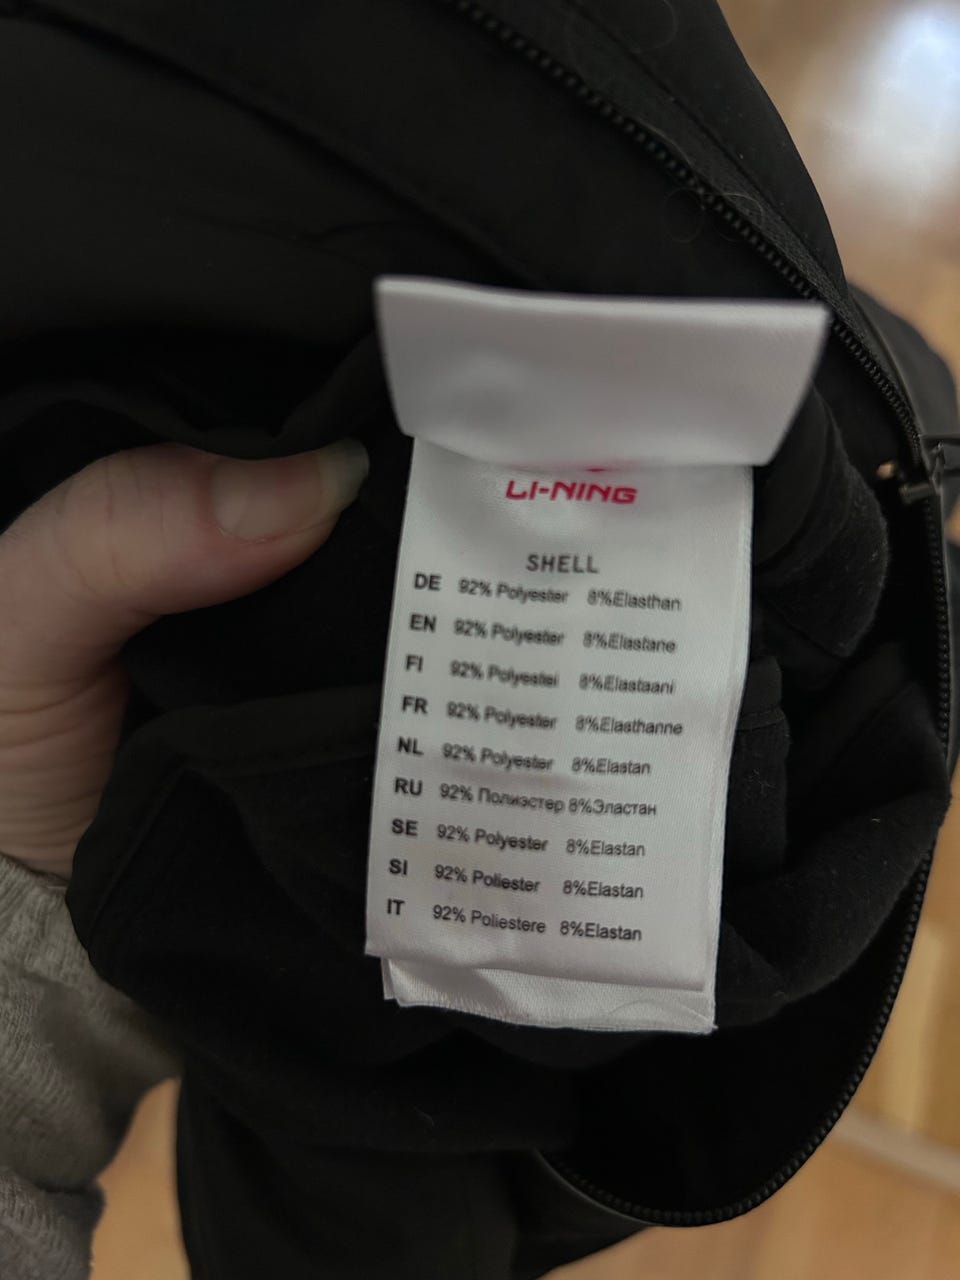 LI-NING
SHELL
DE 92% Polyester 8%Elasthan
EN 92% Polyester 8%Elastane
FI 92% Polyestei 8%Elastaani
FR 92% Polyester 8%Elasthanne
NL 92% Polyester 8%Elastan
RU 92% Полиэстер 8%Эластан
SE 92% Polyester 8%Elastan
SI 92% Poliester 8%Elastan
IT 92% Poliestere 8%Elastan